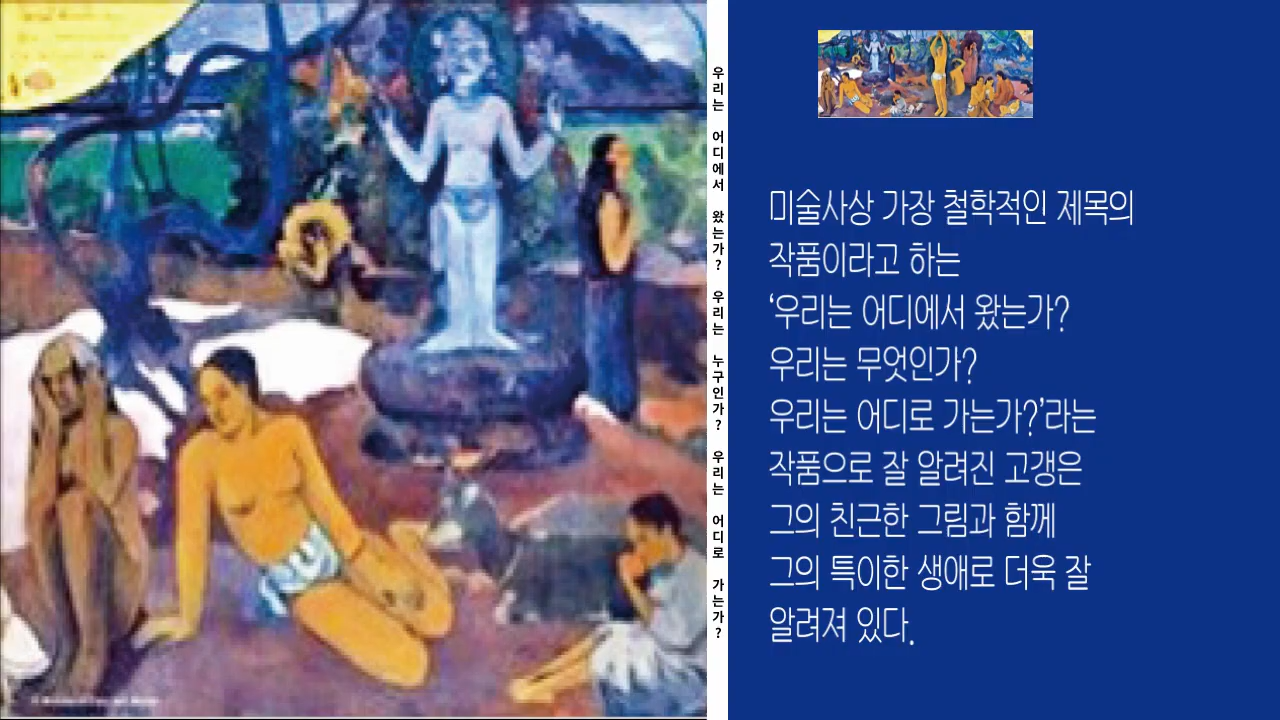 우리는 어디에서 왔는가? 우리는 누구인가? 우리는 어디로 가는가?
미술사상 가장 철학적인 제목의
작품이라고 하는
‘우리는 어디에서 왔는가?
우리는 무엇인가?
우리는 어디로 가는가?’라는
작품으로 잘 알려진 고갱은
그의 친근한 그림과 함께
그의 특이한 생애로 더욱 잘
알려져 있다.